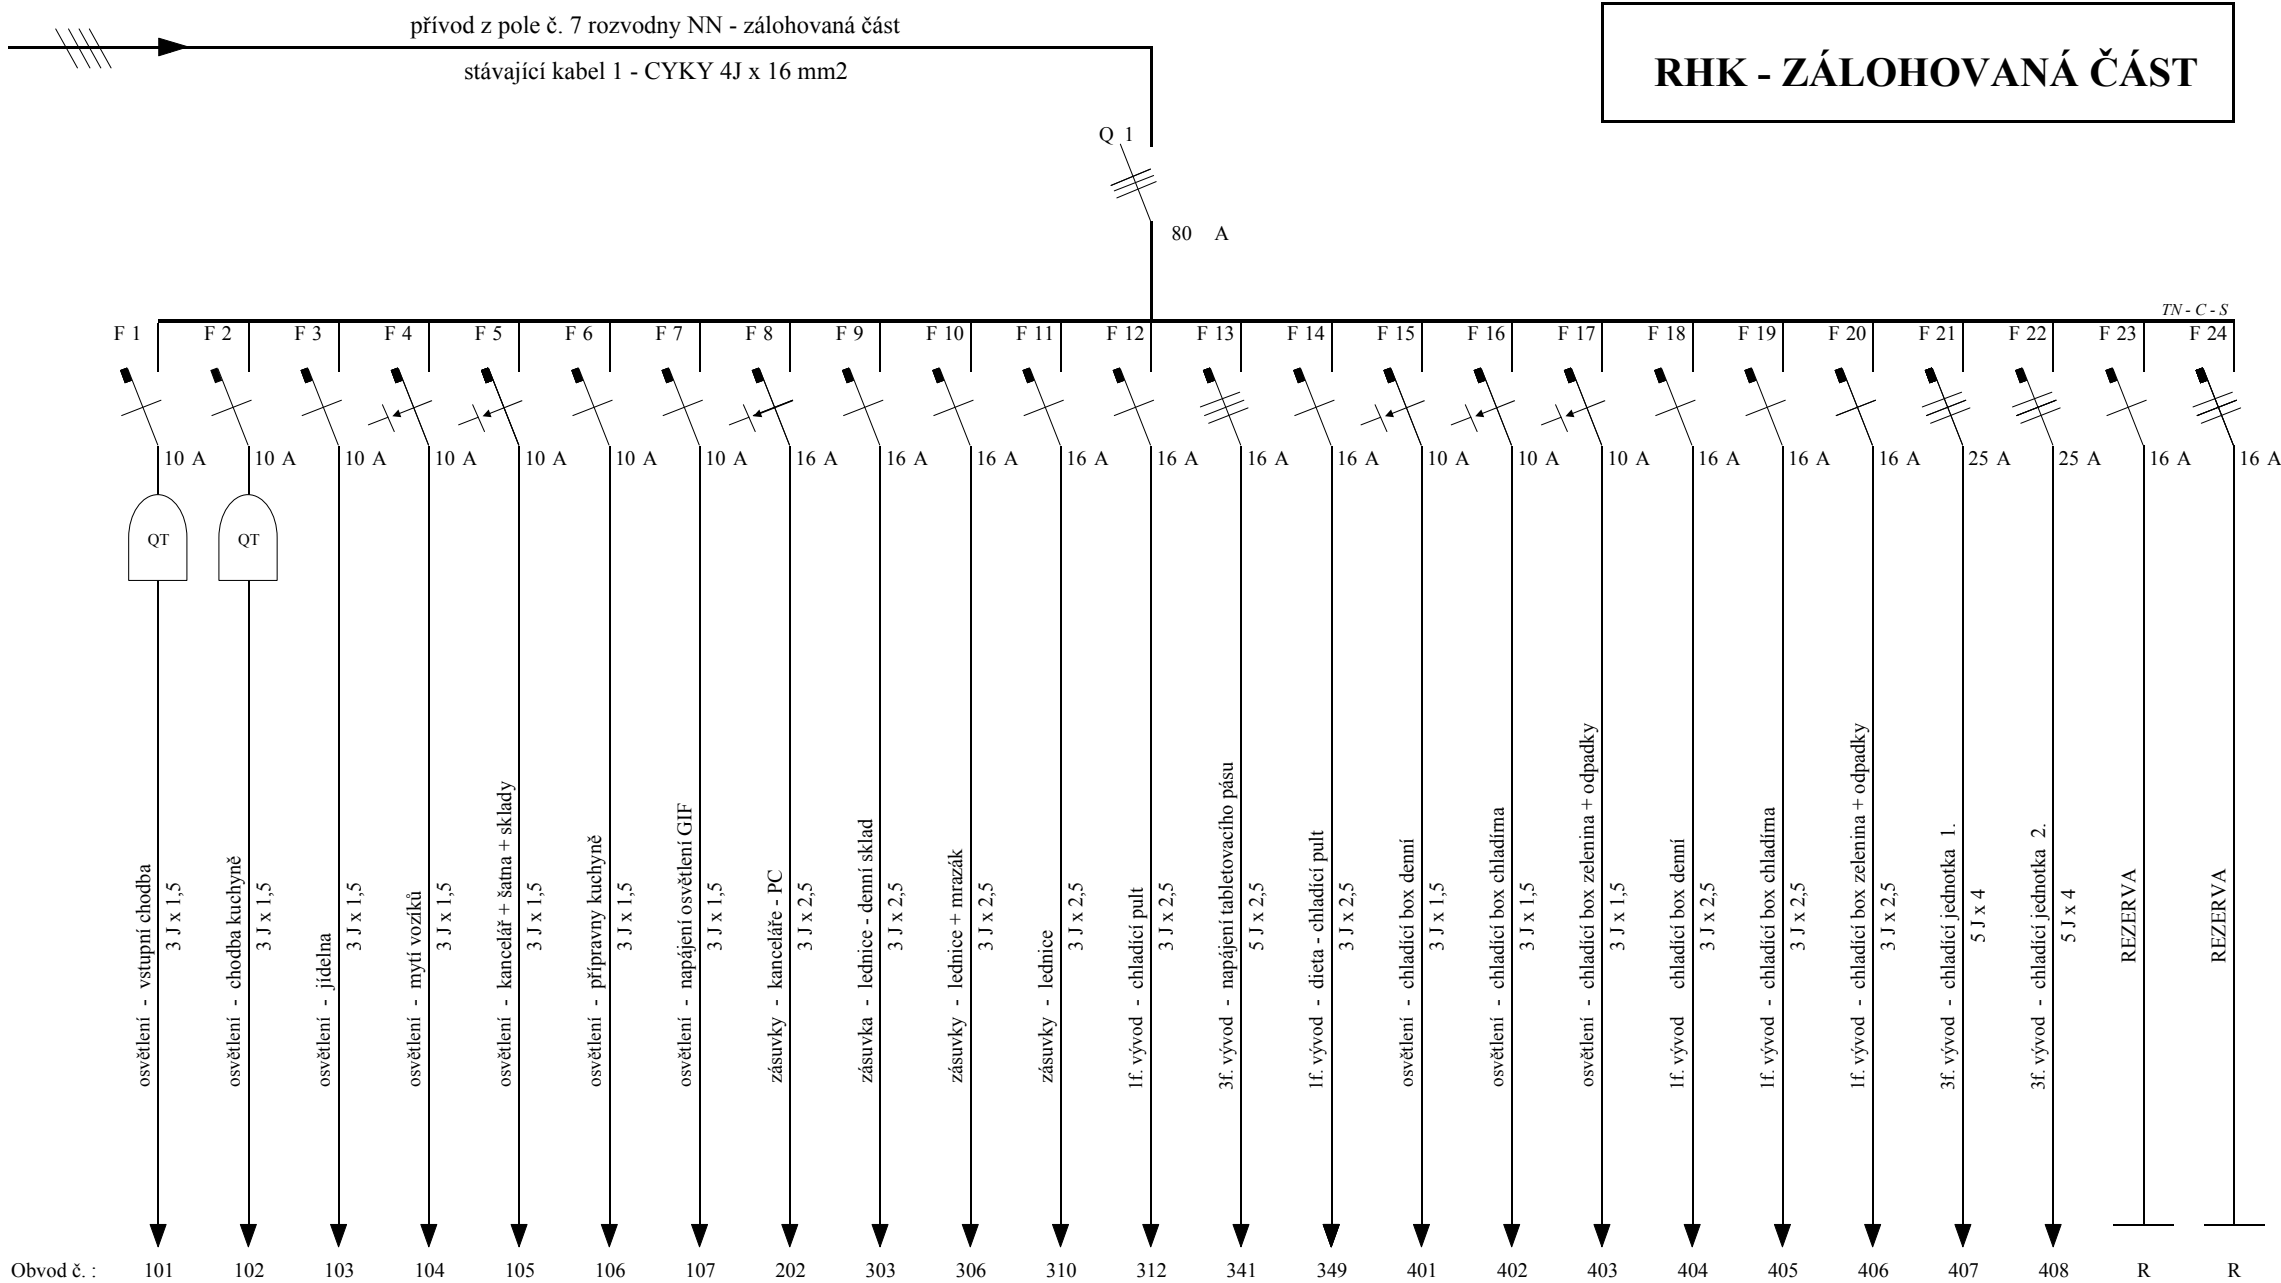 přívod z pole č. 7 rozvodny NN - zálohovaná část
stávající kabel 1 - CYKY 4J x 16 mm2
RHK - ZÁLOHOVANÁ ČÁST
Q 1
80 A
TN - C - S
F 1 F 2 F 3 F 4 F 5 F 6 F 7 F 8 F 9 F 10 F 11 F 12 F 13 F 14 F 15 F 16 F 17 F 18 F 19 F 20 F 21 F 22 F 23 F 24
10 A 10 A 10 A 10 A 10 A 10 A 10 A 16 A 16 A 16 A 16 A 16 A 16 A 16 A 10 A 10 A 10 A 16 A 16 A 16 A 25 A 25 A 16 A 16 A
QT QT
osvětlení - vstupní chodba
3 J x 1,5
osvětlení - chodba kuchyně
3 J x 1,5
osvětlení - jídelna
3 J x 1,5
osvětlení - mytí vozíků
3 J x 1,5
osvětlení - kancelář + šatna + sklady
3 J x 1,5
osvětlení - přípravny kuchyně
3 J x 1,5
osvětlení - napájení osvětlení GIF
3 J x 1,5
zásuvky - kanceláře - PC
3 J x 2,5
zásuvka - lednice - denní sklad
3 J x 2,5
zásuvky - lednice + mrazák
3 J x 2,5
zásuvky - lednice
3 J x 2,5
1f. vývod - chladící pult
3 J x 2,5
3f. vývod - napájení tabletovacího pásu
5 J x 2,5
1f. vývod - dieta - chladící pult
3 J x 2,5
osvětlení - chladící box denní
3 J x 1,5
osvětlení - chladící box chladírna
3 J x 1,5
osvětlení - chladící box zelenina + odpadky
3 J x 1,5
1f. vývod chladící box denní
3 J x 2,5
1f. vývod - chladící box chladírna
3 J x 2,5
1f. vývod - chladící box zelenina + odpadky
3 J x 2,5
3f. vývod - chladící jednotka 1.
5 J x 4
3f. vývod - chladící jednotka 2.
5 J x 4
REZERVA
REZERVA
Obvod č. : 101 102 103 104 105 106 107 202 303 306 310 312 341 349 401 402 403 404 405 406 407 408 R R